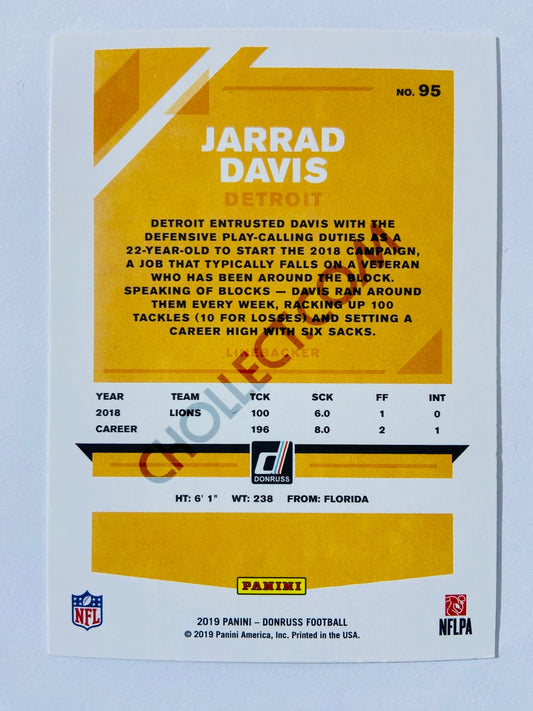 NO. 95
JARRAD
DAVIS
DETROIT
DETROIT ENTRUSTED DAVIS WITH THE
DEFENSIVE PLAY-CALLING DUTIES AS A
22-YEAR-OLD TO START THE 2018 CAMPAIGN,
A JOB THAT TYPICALLY FALLS ON A VETERAN
WHO HAS BEEN AROUND THE BLOCK.
SPEAKING OF BLOCKS — DAVIS RAN AROUND
THEM EVERY WEEK, RACKING UP 100
TACKLES (10 FOR LOSSES) AND SETTING A
CAREER HIGH WITH SIX SACKS.
LINEBACKER
CHOLLECT.COM
YEAR TEAM TCK SCK FF INT
2018 LIONS 100 6.0 1 0
CAREER 196 8.0 2 1
d
DONRUSS
HT: 6' 1" WT: 238 FROM: FLORIDA
PANINI
NFL
2019 PANINI – DONRUSS FOOTBALL
© 2019 Panini America, Inc. Printed in the USA.
NFLPA